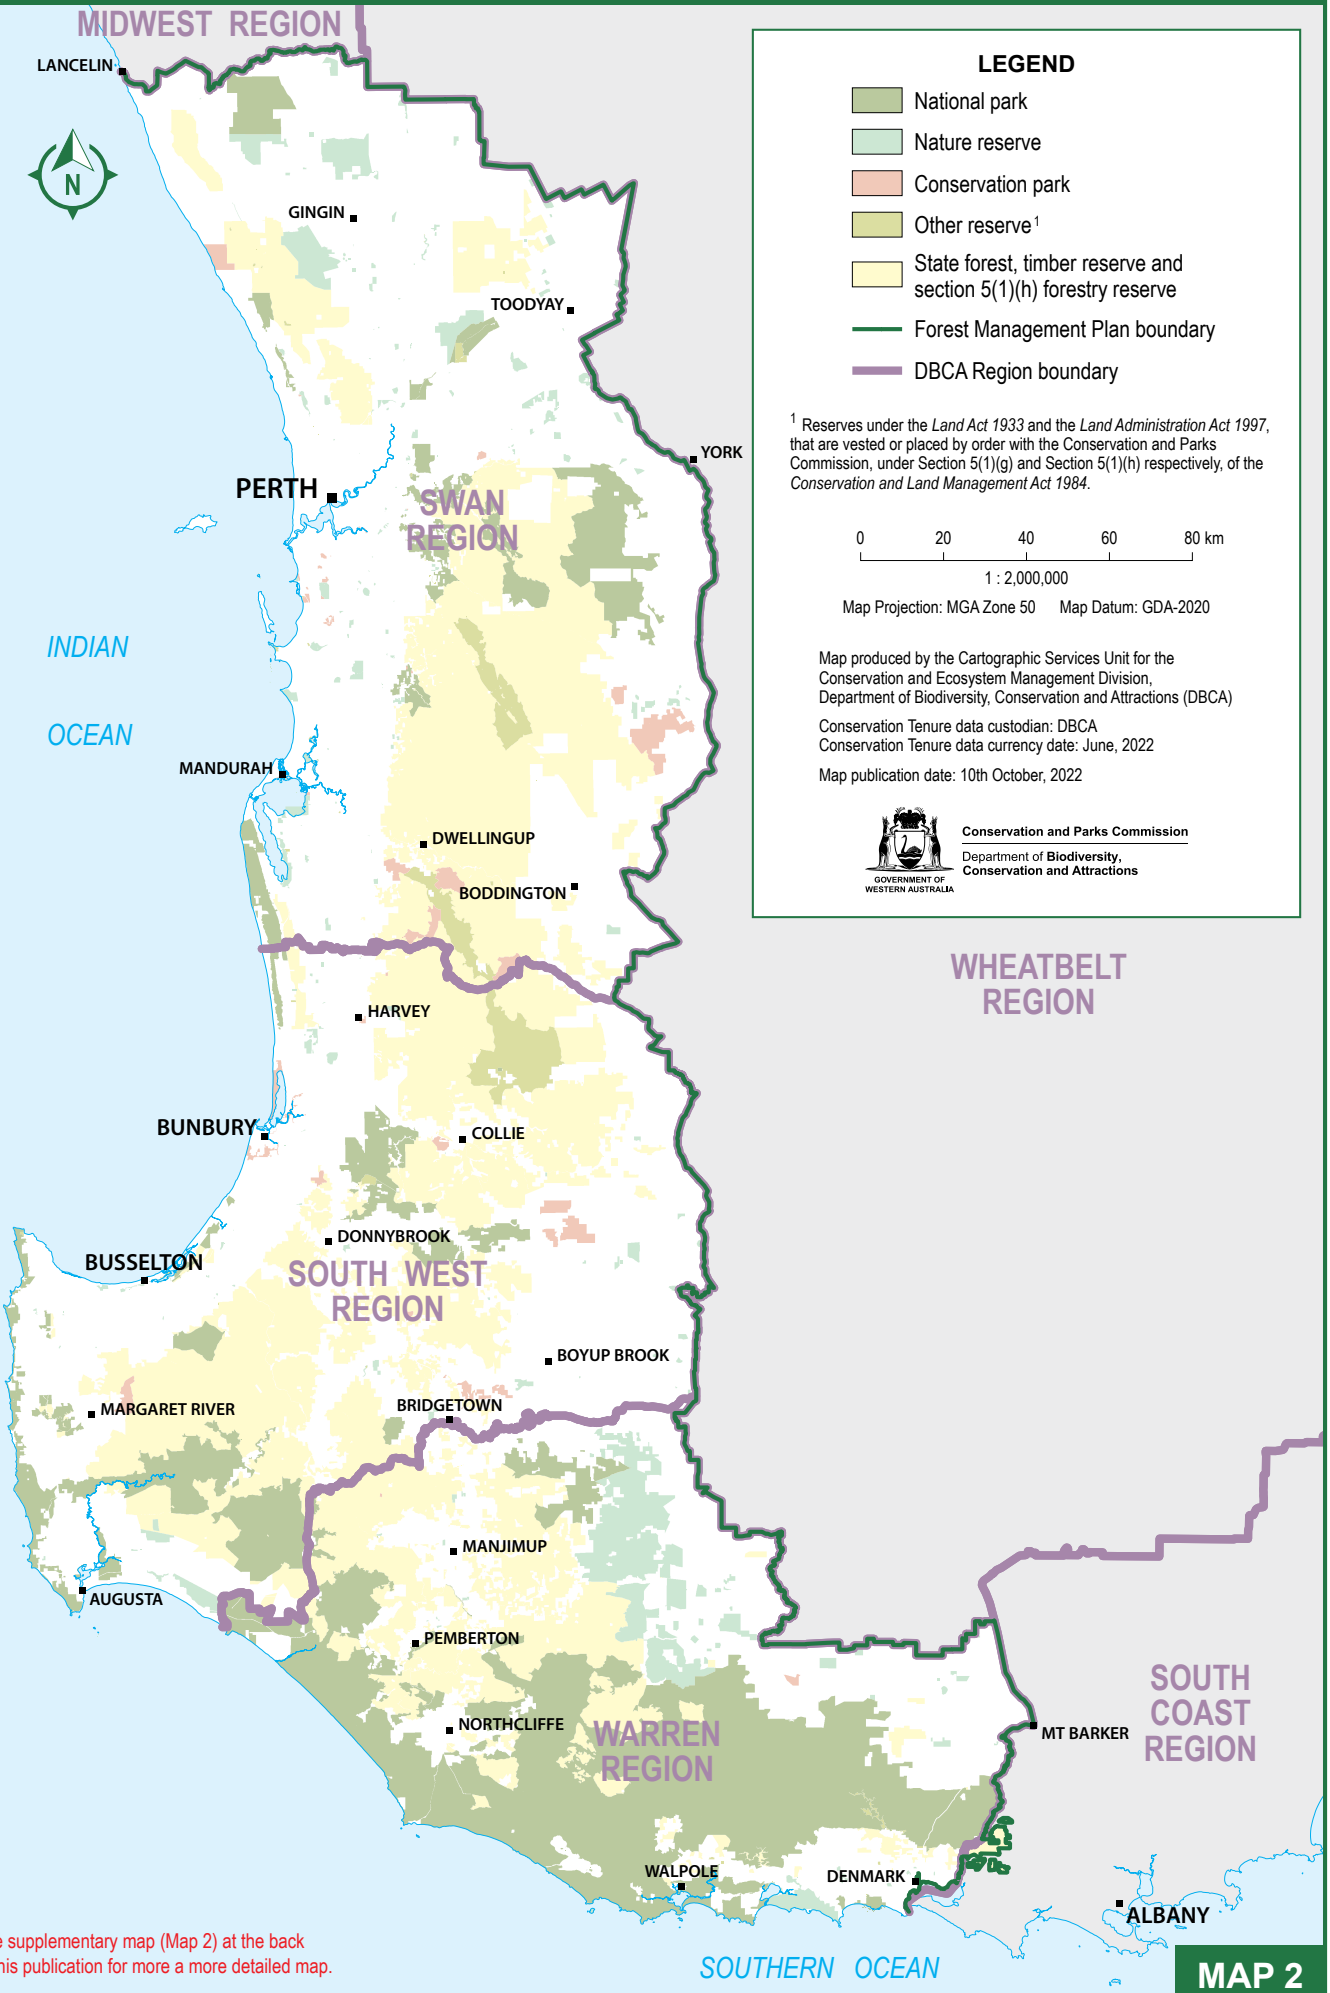 MIDWEST REGION
LANCELIN
N
GINGIN
TOODYAY
YORK
PERTH
SWAN
REGION
INDIAN
OCEAN
MANDURAH
DWELLINGUP
BODDINGTON
HARVEY
BUNBURY
COLLIE
DONNYBROOK
BUSSELTON
SOUTH WEST
REGION
BOYUP BROOK
MARGARET RIVER
BRIDGETOWN
MANJIMUP
AUGUSTA
PEMBERTON
NORTHCLIFFE
WARREN
REGION
WALPOLE
DENMARK
MT BARKER
ALBANY
SOUTH
COAST
REGION
WHEATBELT
REGION
SOUTHERN OCEAN
LEGEND
National park
Nature reserve
Conservation park
Other reserve 1
State forest, timber reserve and
section 5(1)(h) forestry reserve
Forest Management Plan boundary
DBCA Region boundary
1 Reserves under the Land Act 1933 and the Land Administration Act 1997,
that are vested or placed by order with the Conservation and Parks
Commission, under Section 5(1)(g) and Section 5(1)(h) respectively, of the
Conservation and Land Management Act 1984.
0 20 40 60 80 km
1 : 2,000,000
Map Projection: MGA Zone 50 Map Datum: GDA-2020
Map produced by the Cartographic Services Unit for the
Conservation and Ecosystem Management Division,
Department of Biodiversity, Conservation and Attractions (DBCA)
Conservation Tenure data custodian: DBCA
Conservation Tenure data currency date: June, 2022
Map publication date: 10th October, 2022
GOVERNMENT OF
WESTERN AUSTRALIA
Conservation and Parks Commission
Department of Biodiversity,
Conservation and Attractions
supplementary map (Map 2) at the back
his publication for more a more detailed map.
MAP 2